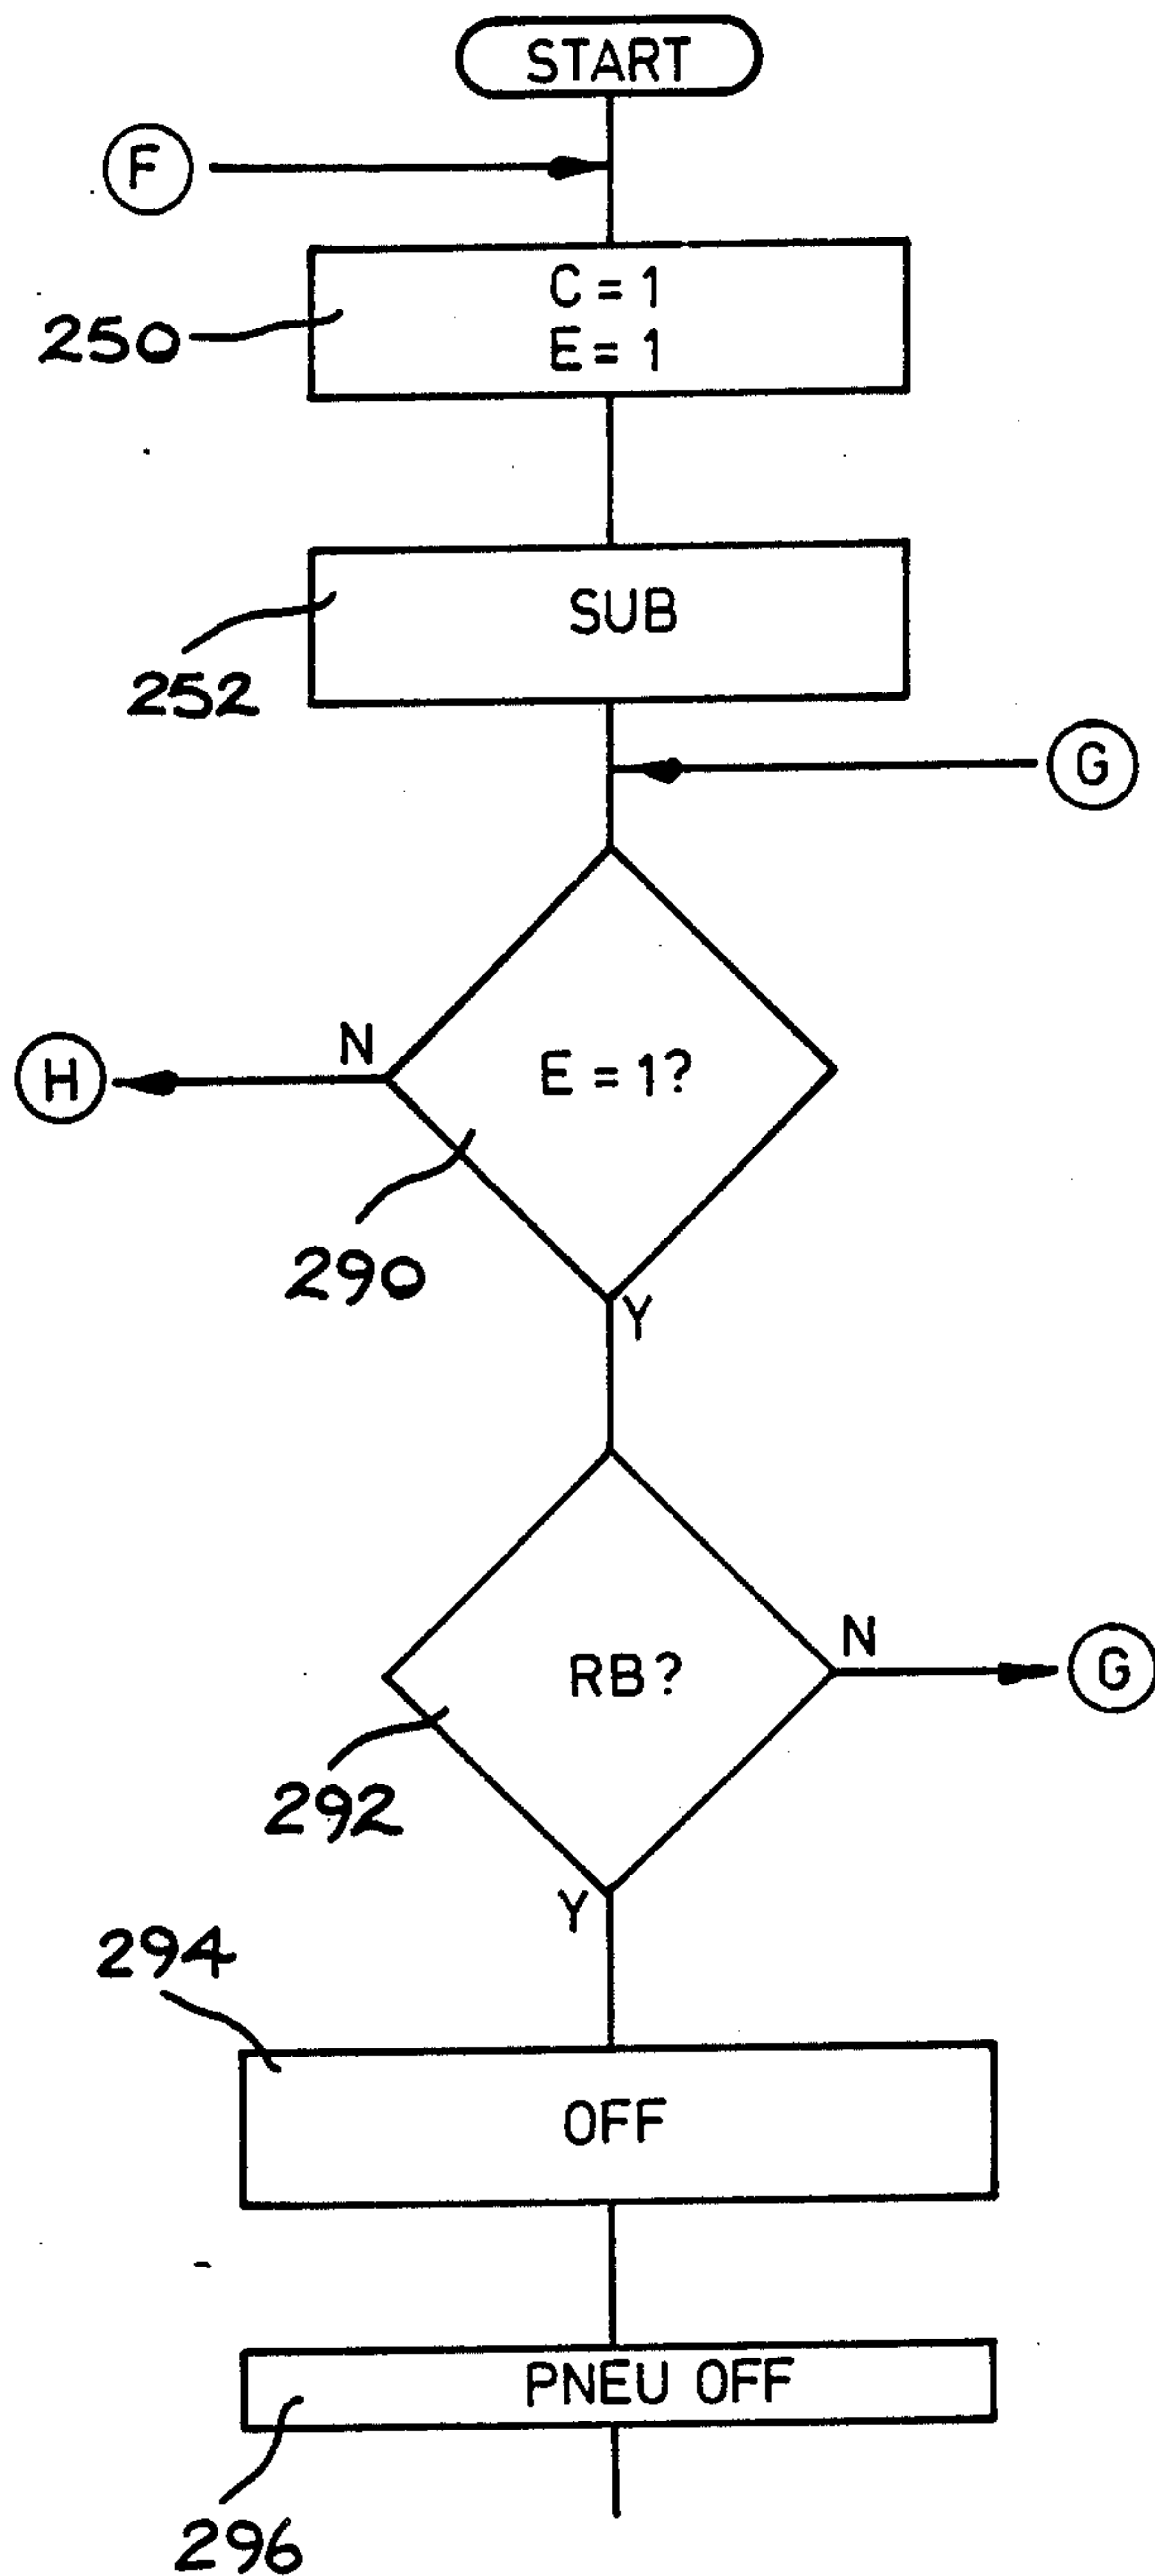 START
F
C = 1
E = 1
250
SUB
252
G
N
H
E = 1?
290
Y
N
RB?
G
292
Y
294
OFF
PNEU OFF
296